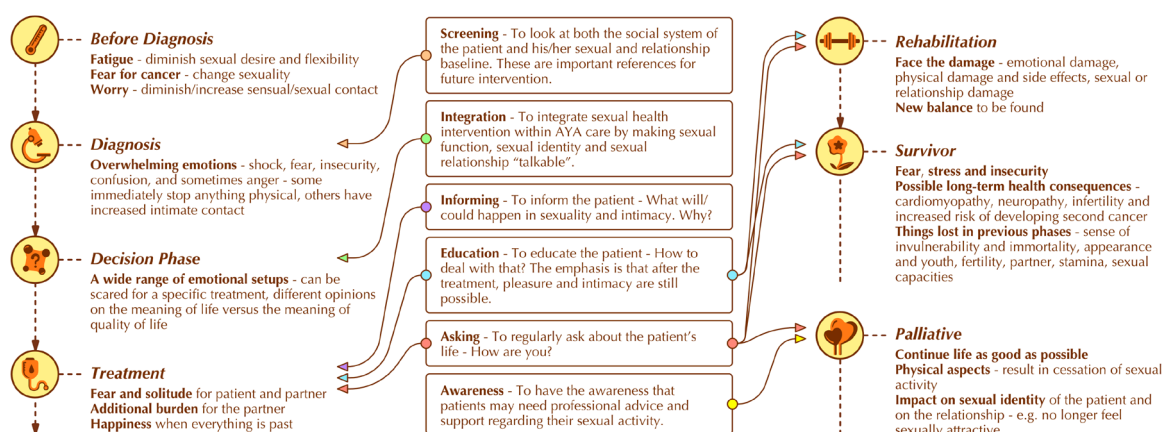 Before Diagnosis
Fatigue - diminish sexual desire and flexibility
Fear for cancer - change sexuality
Worry - diminish/increase sensual/sexual contact
Diagnosis
Overwhelming emotions - shock, fear, insecurity,
confusion, and sometimes anger - some
immediately stop anything physical, others have
increased intimate contact
Decision Phase
A wide range of emotional setups - can be
scared for a specific treatment, different opinions
on the meaning of life versus the meaning of
quality of life
?
Treatment
Fear and solitude for patient and partner
Additional burden for the partner
Happiness when everything is past
Screening - To look at both the social system of
the patient and his/her sexual and relationship
baseline. These are important references for
future intervention.
Integration - To integrate sexual health
intervention within AYA care by making sexual
function, sexual identity and sexual
relationship “talkable”.
Informing - To inform the patient - What will/
could happen in sexuality and intimacy. Why?
Education - To educate the patient - How to
deal with that? The emphasis is that after the
treatment, pleasure and intimacy are still
possible.
Asking - To regularly ask about the patient’s
life - How are you?
Awareness - To have the awareness that
patients may need professional advice and
support regarding their sexual activity.
Rehabilitation
Face the damage - emotional damage,
physical damage and side effects, sexual or
relationship damage
New balance to be found
Survivor
Fear, stress and insecurity
Possible long-term health consequences -
cardiomyopathy, neuropathy, infertility and
increased risk of developing second cancer
Things lost in previous phases - sense of
invulnerability and immortality, appearance
and youth, fertility, partner, stamina, sexual
capacities
Palliative
Continue life as good as possible
Physical aspects - result in cessation of sexual
activity
Impact on sexual identity of the patient and
on the relationship - e.g. no longer feel
sexually attractive